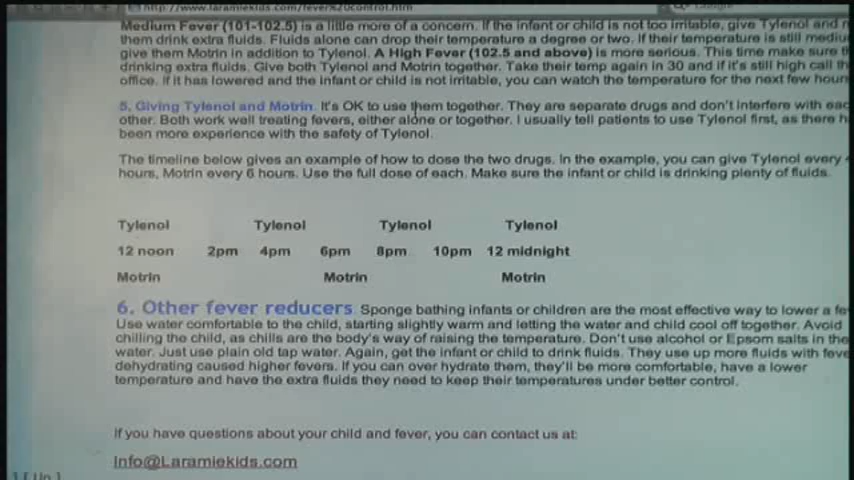 http://www.laramiekids.com/fever%20control.htm
Medium Fever (101-102.5) is a little more of a concern. If the infant or child is not too irritable, give Tylenol and
them drink extra fluids. Fluids alone can drop their temperature a degree or two. If their temperature is still
give them Motrin in addition to Tylenol. A High Fever (102.5 and above) is more serious. This time make sure
drinking extra fluids. Give both Tylenol and Motrin together. Take their temp again in 30 and if it's still high call
office. If it has lowered and the infant or child is not irritable, you can watch the temperature for the next few
5. Giving Tylenol and Motrin. It's OK to use them together. They are separate drugs and don't interfere with
other. Both work well treating fevers, either alone or together. I usually tell patients to use Tylenol first, as there
been more experience with the safety of Tylenol.
The timeline below gives an example of how to dose the two drugs. In the example, you can give Tylenol every
hours, Motrin every 6 hours. Use the full dose of each. Make sure the infant or child is drinking plenty of fluids.
Tylenol Tylenol Tylenol Tylenol
12 noon 2pm 4pm 6pm 8pm 10pm 12 midnight
Motrin Motrin Motrin
6. Other fever reducers Sponge bathing infants or children are the most effective way to lower a
Use water comfortable to the child, starting slightly warm and letting the water and child cool off together. Avoid
chilling the child, as chills are the body's way of raising the temperature. Don't use alcohol or Epsom salts in the
water. Just use plain old tap water. Again, get the infant or child to drink fluids. They use up more fluids with
dehydrating caused higher fevers. If you can over hydrate them, they'll be more comfortable, have a lower
temperature and have the extra fluids they need to keep their temperatures under better control.
If you have questions about your child and fever, you can contact us at:
Info@Laramiekids.com
[ Up ]